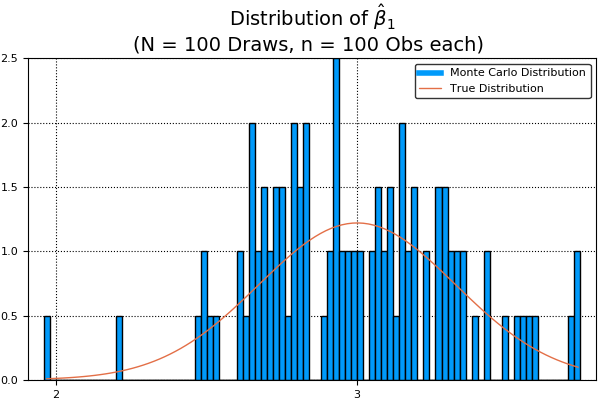 Distribution of β̂₁
(N = 100 Draws, n = 100 Obs each)
2.5
Monte Carlo Distribution
True Distribution
2.0
1.5
1.0
0.5
0.0
2
3